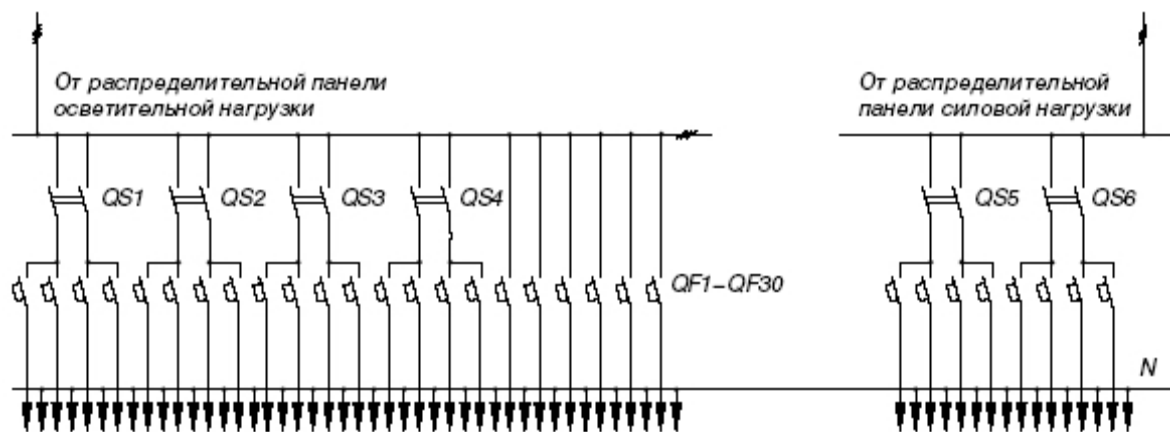 От распределительной панели
осветительной нагрузки
От распределительной
панели силовой нагрузки
QS1
QS2
QS3
QS4
QS5
QS6
QF1–QF30
N